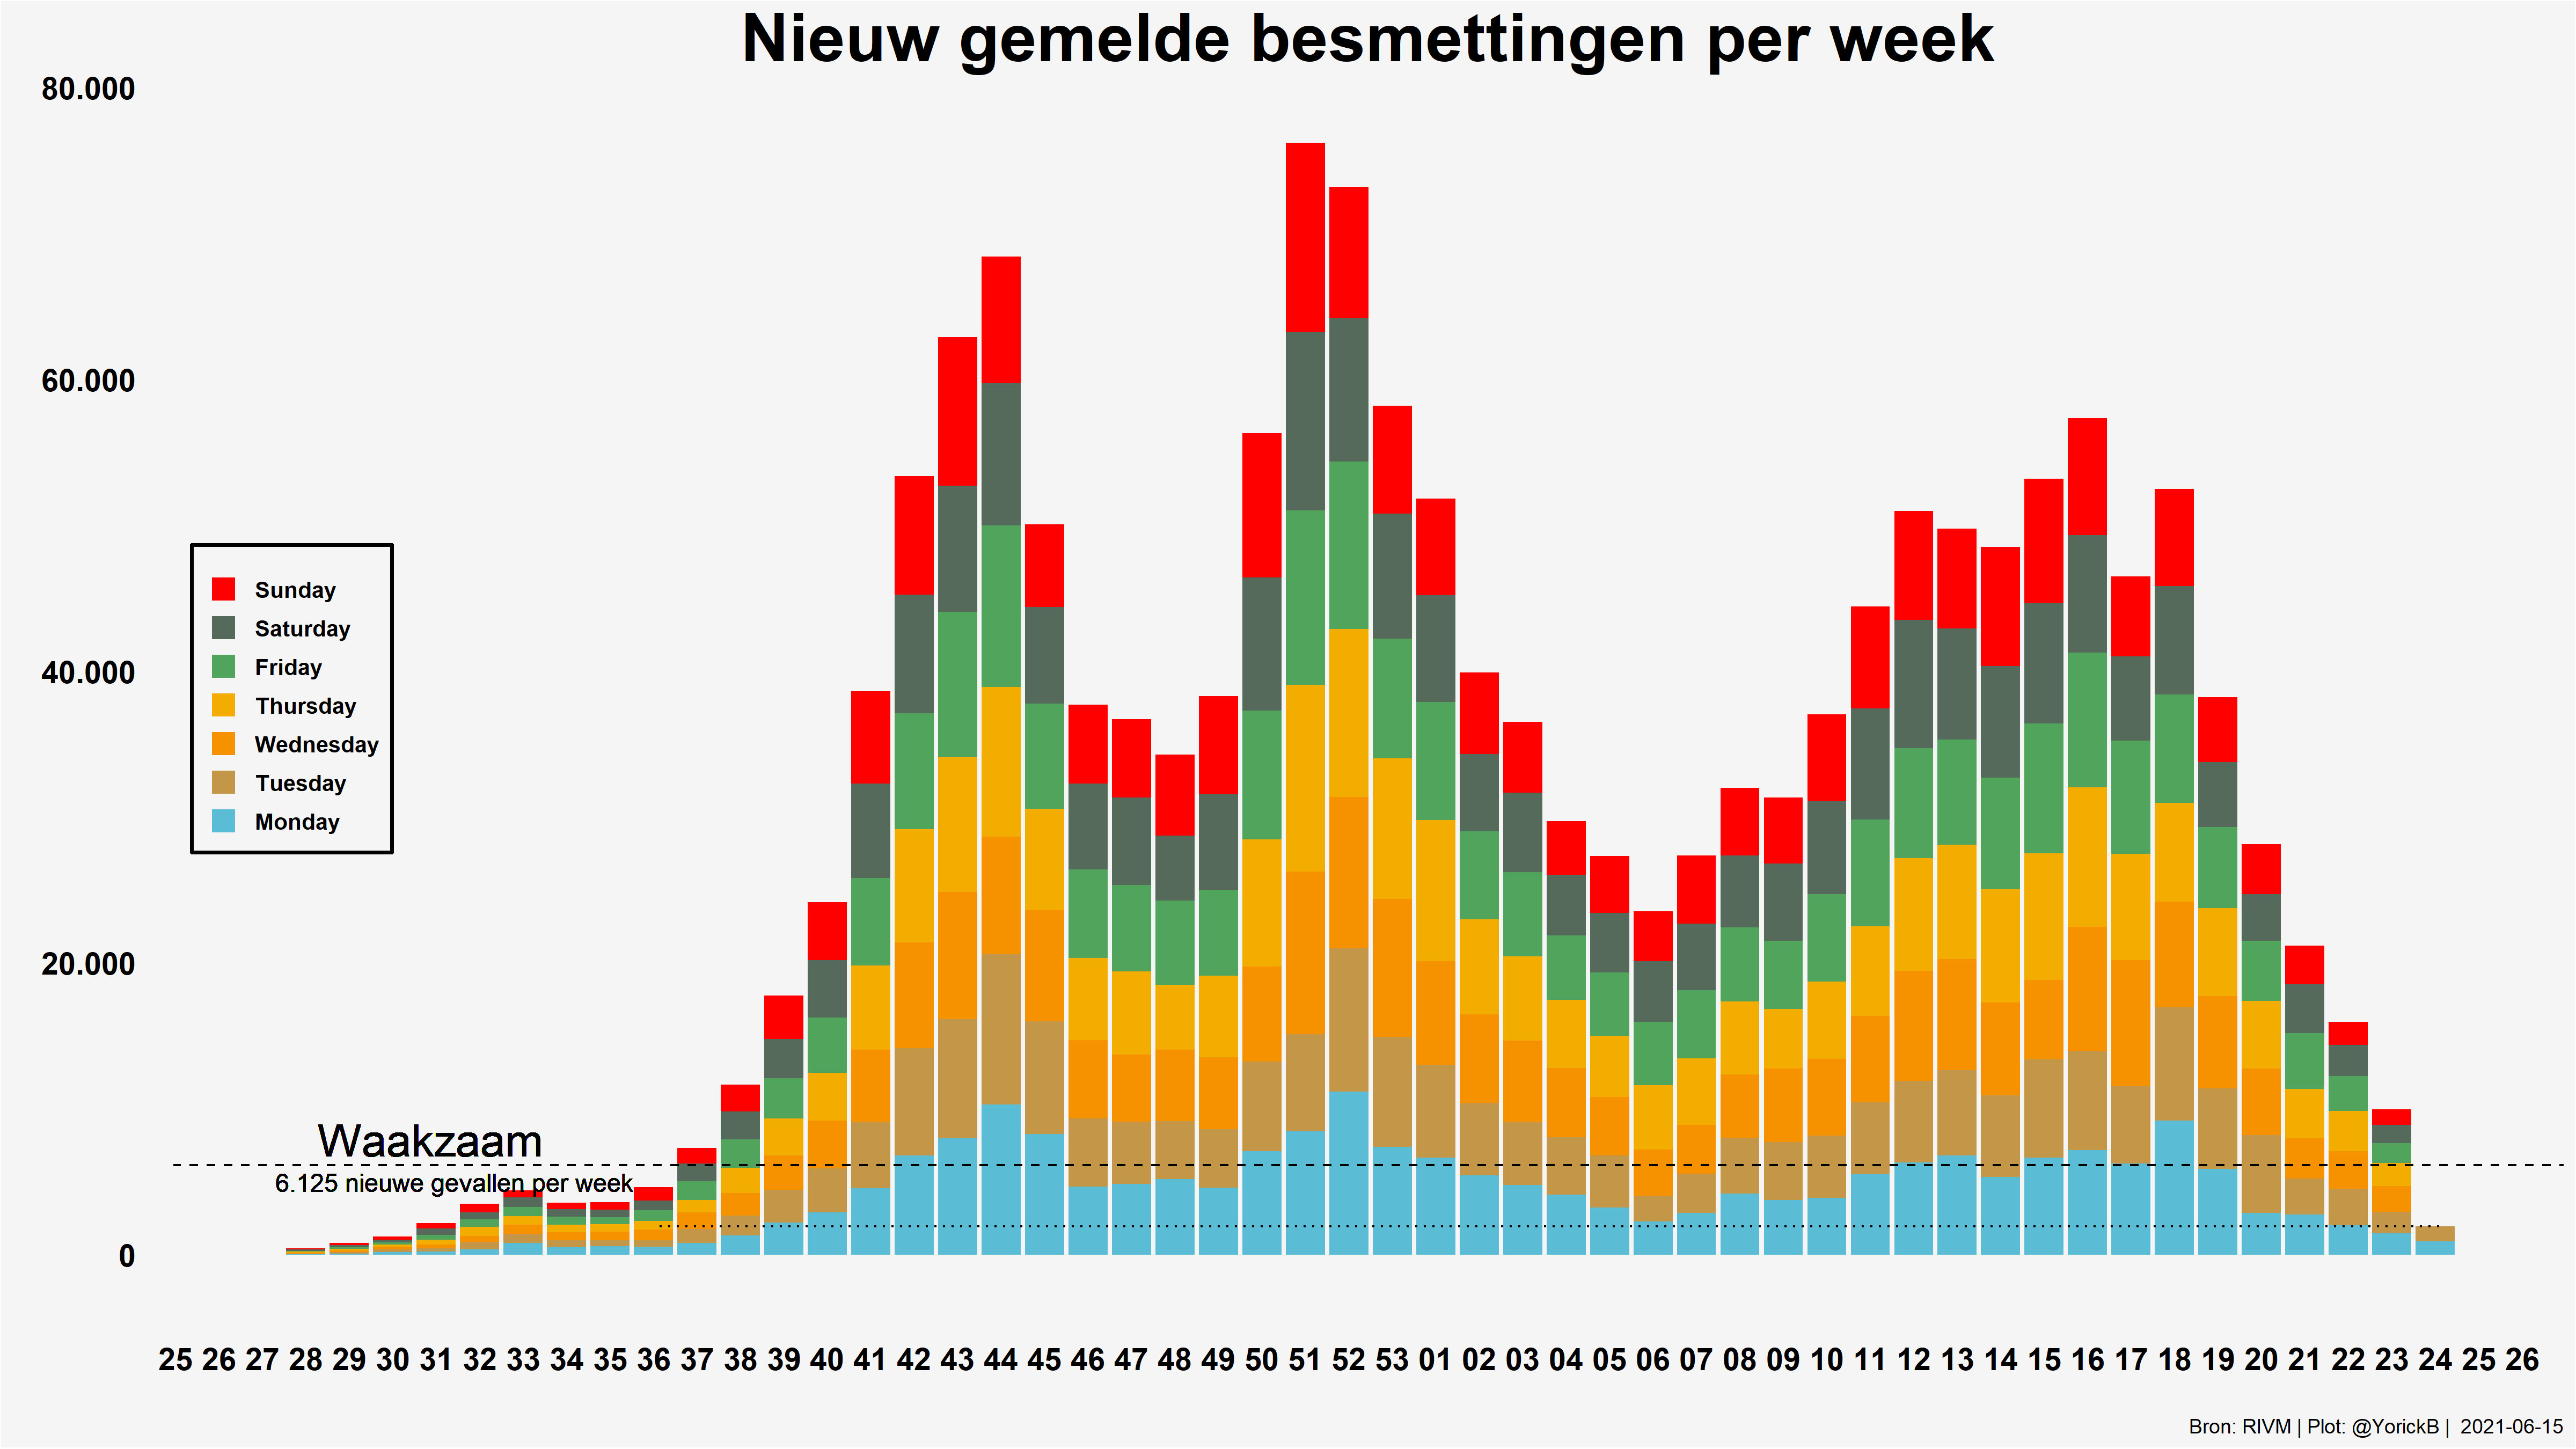 Nieuw gemelde besmettingen per week
80.000
60.000
40.000
20.000
0
Sunday
Saturday
Friday
Thursday
Wednesday
Tuesday
Monday
Waakzaam
6.125 nieuwe gevallen per week
25 26 27 28 29 30 31 32 33 34 35 36 37 38 39 40 41 42 43 44 45 46 47 48 49 50 51 52 53 01 02 03 04 05 06 07 08 09 10 11 12 13 14 15 16 17 18 19 20 21 22 23 24 25 26
Bron: RIVM | Plot: @YorickB | 2021-06-15